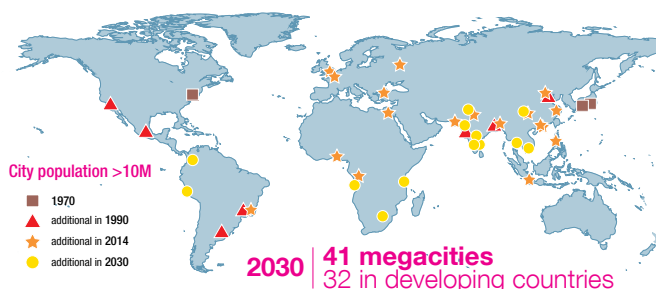 City population >10M
1970
additional in 1990
additional in 2014
additional in 2030
2030
41 megacities
32 in developing countries